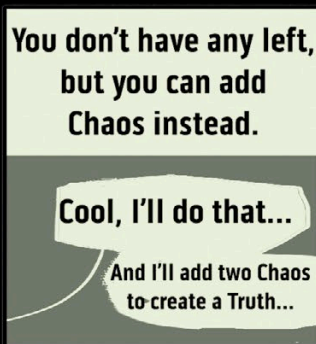 You don't have any left,
but you can add
Chaos instead.
Cool, I'll do that...
And I'll add two Chaos
to create a Truth...